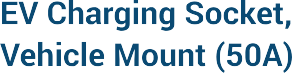 EV Charging Socket,
Vehicle Mount (50A)